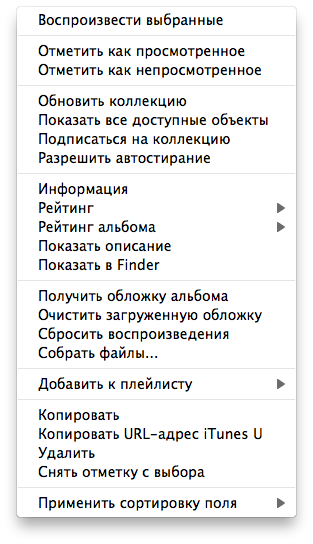 Воспроизвести выбранные
Отметить как просмотренное
Отметить как непросмотренное
Обновить коллекцию
Показать все доступные объекты
Подписаться на коллекцию
Разрешить автостирание
Информация
Рейтинг
Рейтинг альбома
Показать описание
Показать в Finder
Получить обложку альбома
Очистить загруженную обложку
Сбросить воспроизведения
Собрать файлы...
Добавить к плейлисту
Копировать
Копировать URL-адрес iTunes U
Удалить
Снять отметку с выбора
Применить сортировку поля